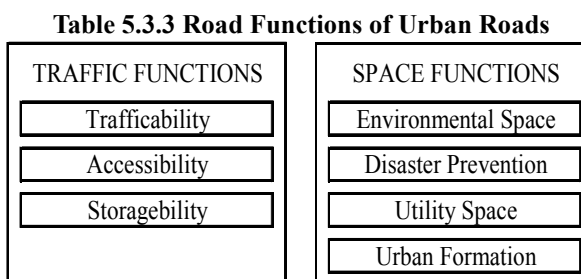 Table 5.3.3 Road Functions of Urban Roads
TRAFFIC FUNCTIONS
Trafficability
Accessibility
Storagebility
SPACE FUNCTIONS
Environmental Space
Disaster Prevention
Utility Space
Urban Formation